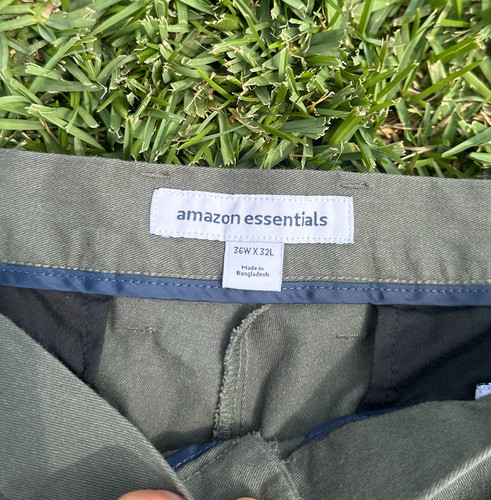 amazon essentials
36W X 32L
Made in
Bangladesh